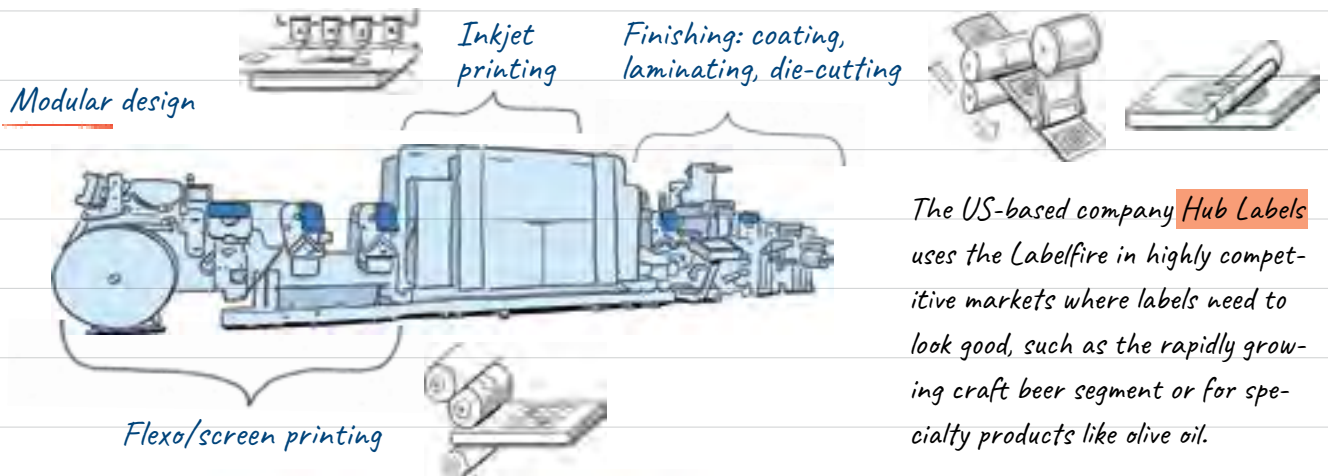 Inkjet
printing
Finishing: coating,
laminating, die-cutting
Modular design
The US-based company Hub Labels
uses the Labelfire in highly compet-
itive markets where labels need to
look good, such as the rapidly grow-
ing craft beer segment or for spe-
cialty products like olive oil.
Flexo/screen printing